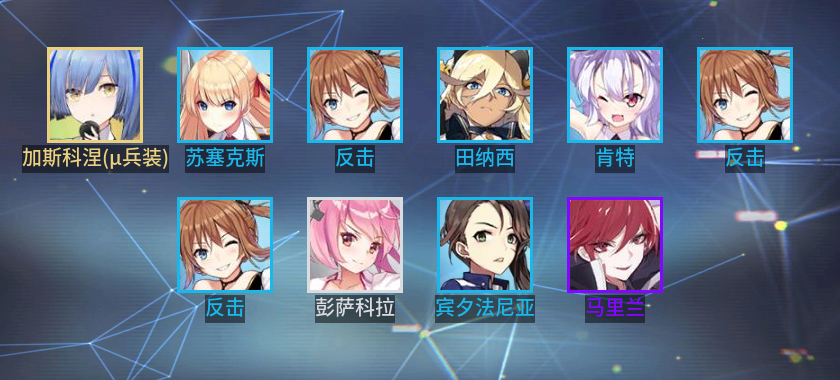 加斯科涅(μ兵装)
苏塞克斯
反击
田纳西
肯特
反击
反击
彭萨科拉
宾夕法尼亚
马里兰